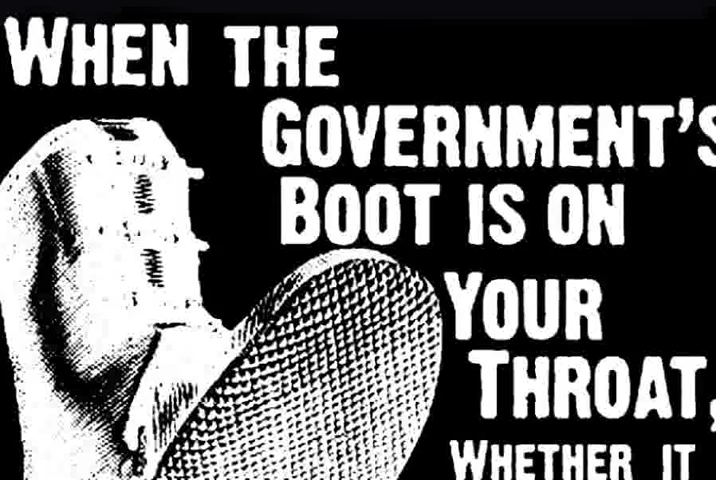 WHEN THE
GOVERNMENT'S
BOOT IS ON
YOUR
THROAT,
WHETHER IT